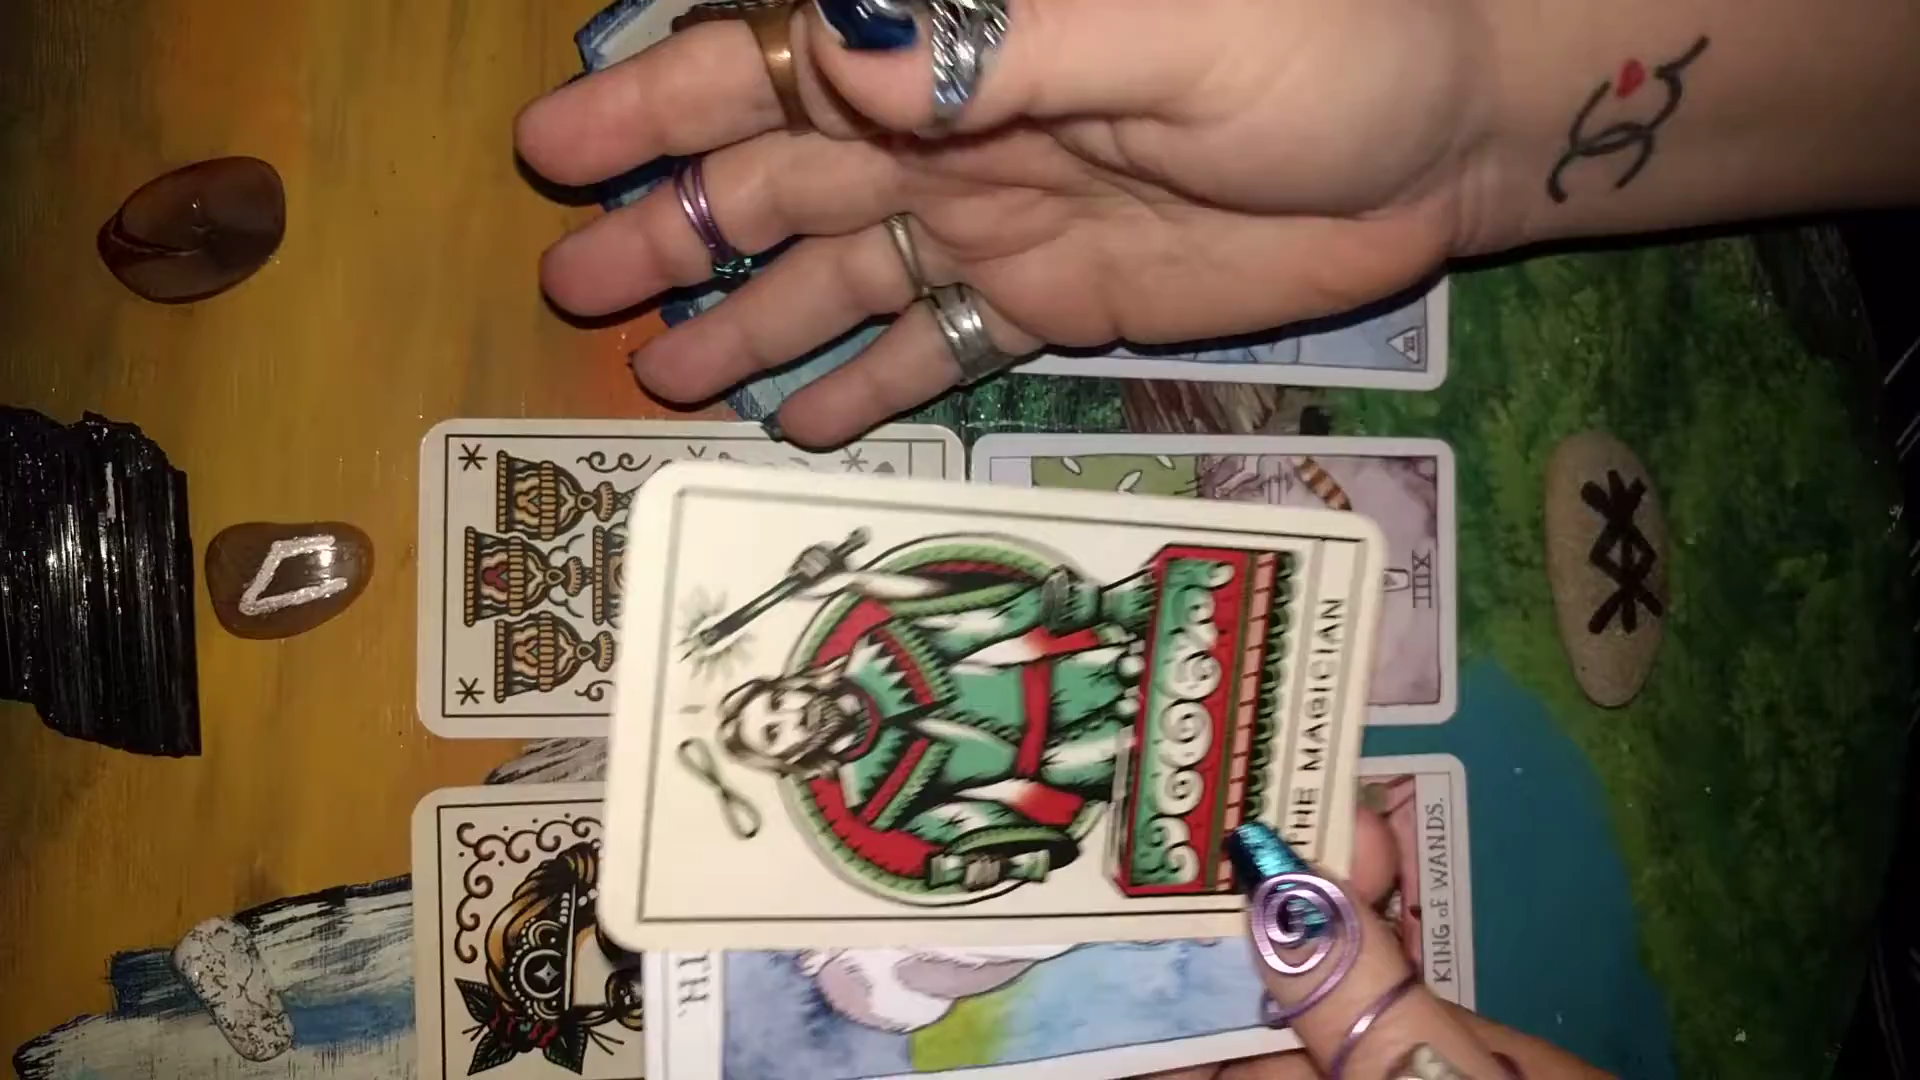 THE MAGICIAN
XIII
KING of WANDS.
TH.